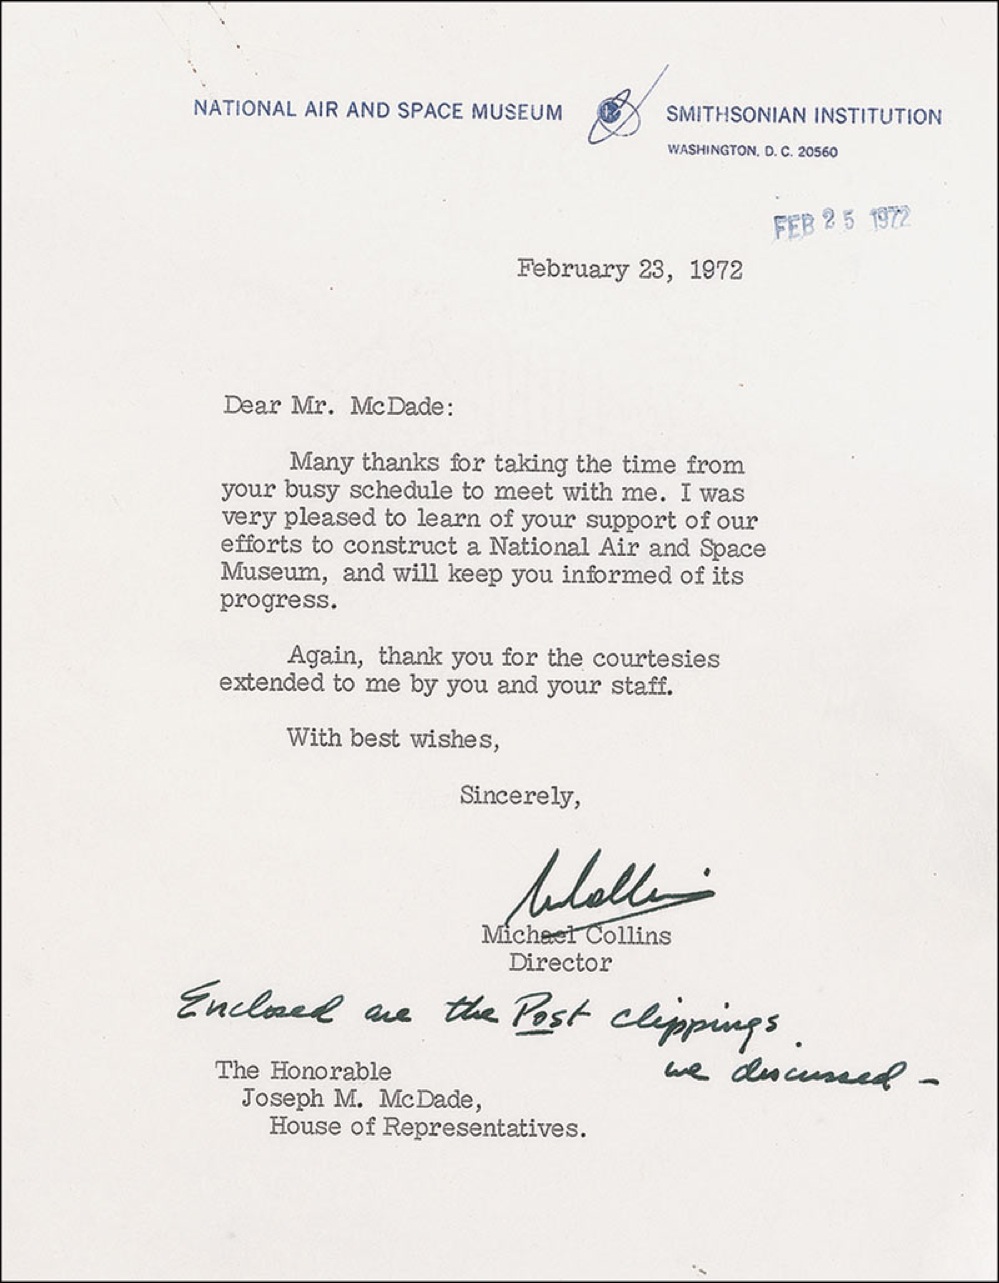 NATIONAL AIR AND SPACE MUSEUM
SMITHSONIAN INSTITUTION
WASHINGTON, D. C. 20560
FEB 25 1972
February 23, 1972
Dear Mr. McDade:
Many thanks for taking the time from
your busy schedule to meet with me. I was
very pleased to learn of your support of our
efforts to construct a National Air and Space
Museum, and will keep you informed of its
progress.
Again, thank you for the courtesies
extended to me by you and your staff.
With best wishes,
Sincerely,
MCollins
Michael Collins
Director
Enclosed are the Post clippings
we discussed -
The Honorable
Joseph M. McDade,
House of Representatives.